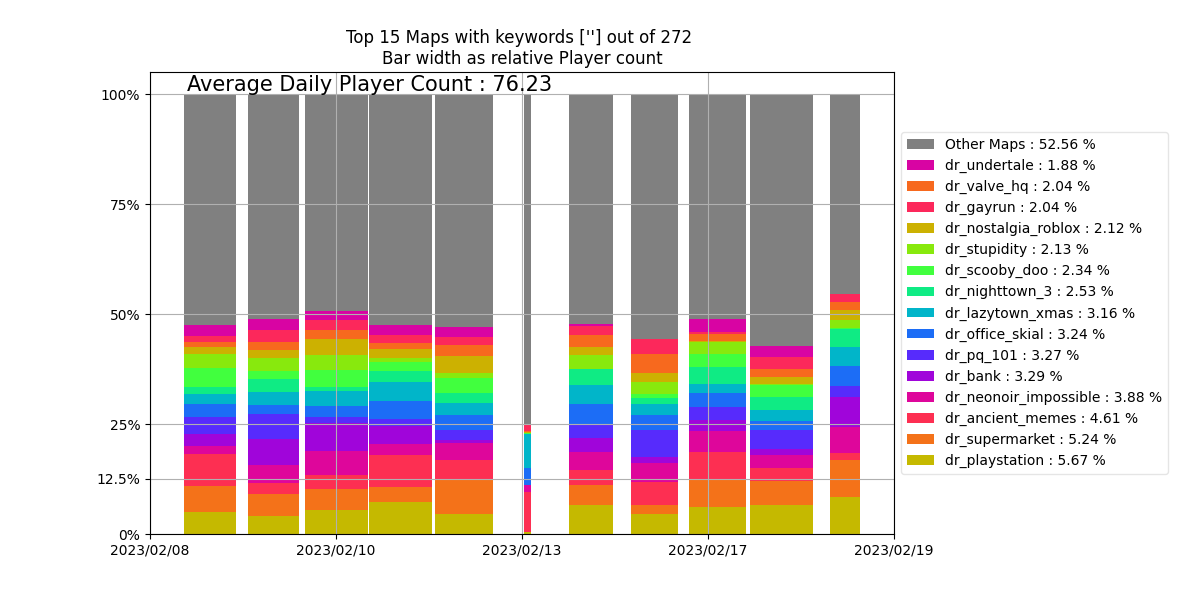 Top 15 Maps with keywords [''] out of 272
Bar width as relative Player count
Average Daily Player Count : 76.23
100%
75%
50%
25%
12.5%
0%
2023/02/08
2023/02/10
2023/02/13
2023/02/17
2023/02/19
Other Maps : 52.56 %
dr_undertale : 1.88 %
dr_valve_hq : 2.04 %
dr_gayrun : 2.04 %
dr_nostalgia_roblox : 2.12 %
dr_stupidity : 2.13 %
dr_scooby_doo : 2.34 %
dr_nighttown_3 : 2.53 %
dr_lazytown_xmas : 3.16 %
dr_office_skial : 3.24 %
dr_pq_101 : 3.27 %
dr_bank : 3.29 %
dr_neonoir_impossible : 3.88 %
dr_ancient_memes : 4.61 %
dr_supermarket : 5.24 %
dr_playstation : 5.67 %